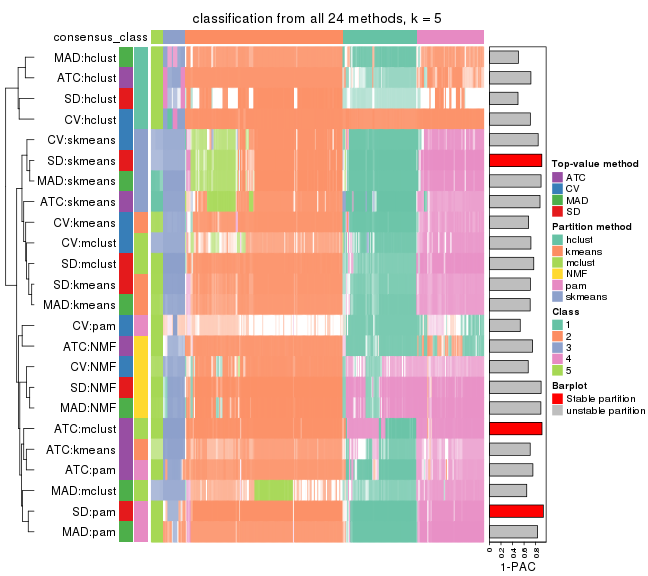 classification from all 24 methods, k = 5
consensus_class
MAD:hclust
ATC:hclust
SD:hclust
CV:hclust
CV:skmeans
SD:skmeans
MAD:skmeans
ATC:skmeans
CV:kmeans
CV:mclust
SD:mclust
SD:kmeans
MAD:kmeans
CV:pam
ATC:NMF
CV:NMF
SD:NMF
MAD:NMF
ATC:mclust
ATC:kmeans
ATC:pam
MAD:mclust
SD:pam
MAD:pam
0
0.2
0.4
0.6
0.8
1-PAC
Top-value method
ATC
CV
MAD
SD
Partition method
hclust
kmeans
mclust
NMF
pam
skmeans
Class
1
2
3
4
5
Barplot
Stable partition
unstable partition